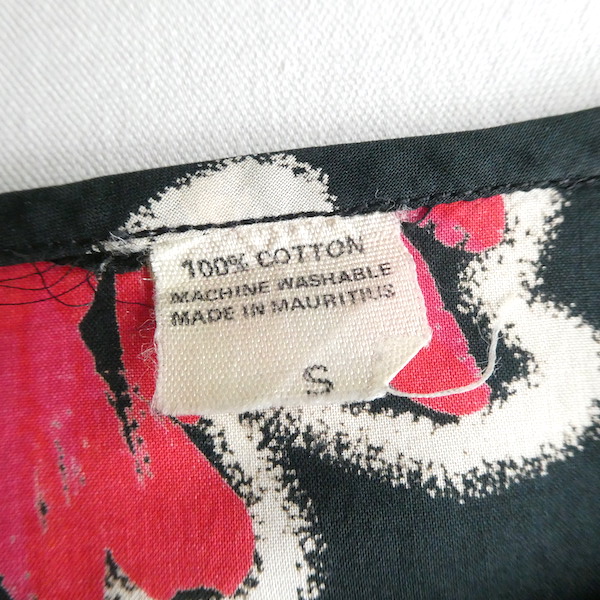 100% COTTON
MACHINE WASHABLE
MADE IN MAURITIUS
S